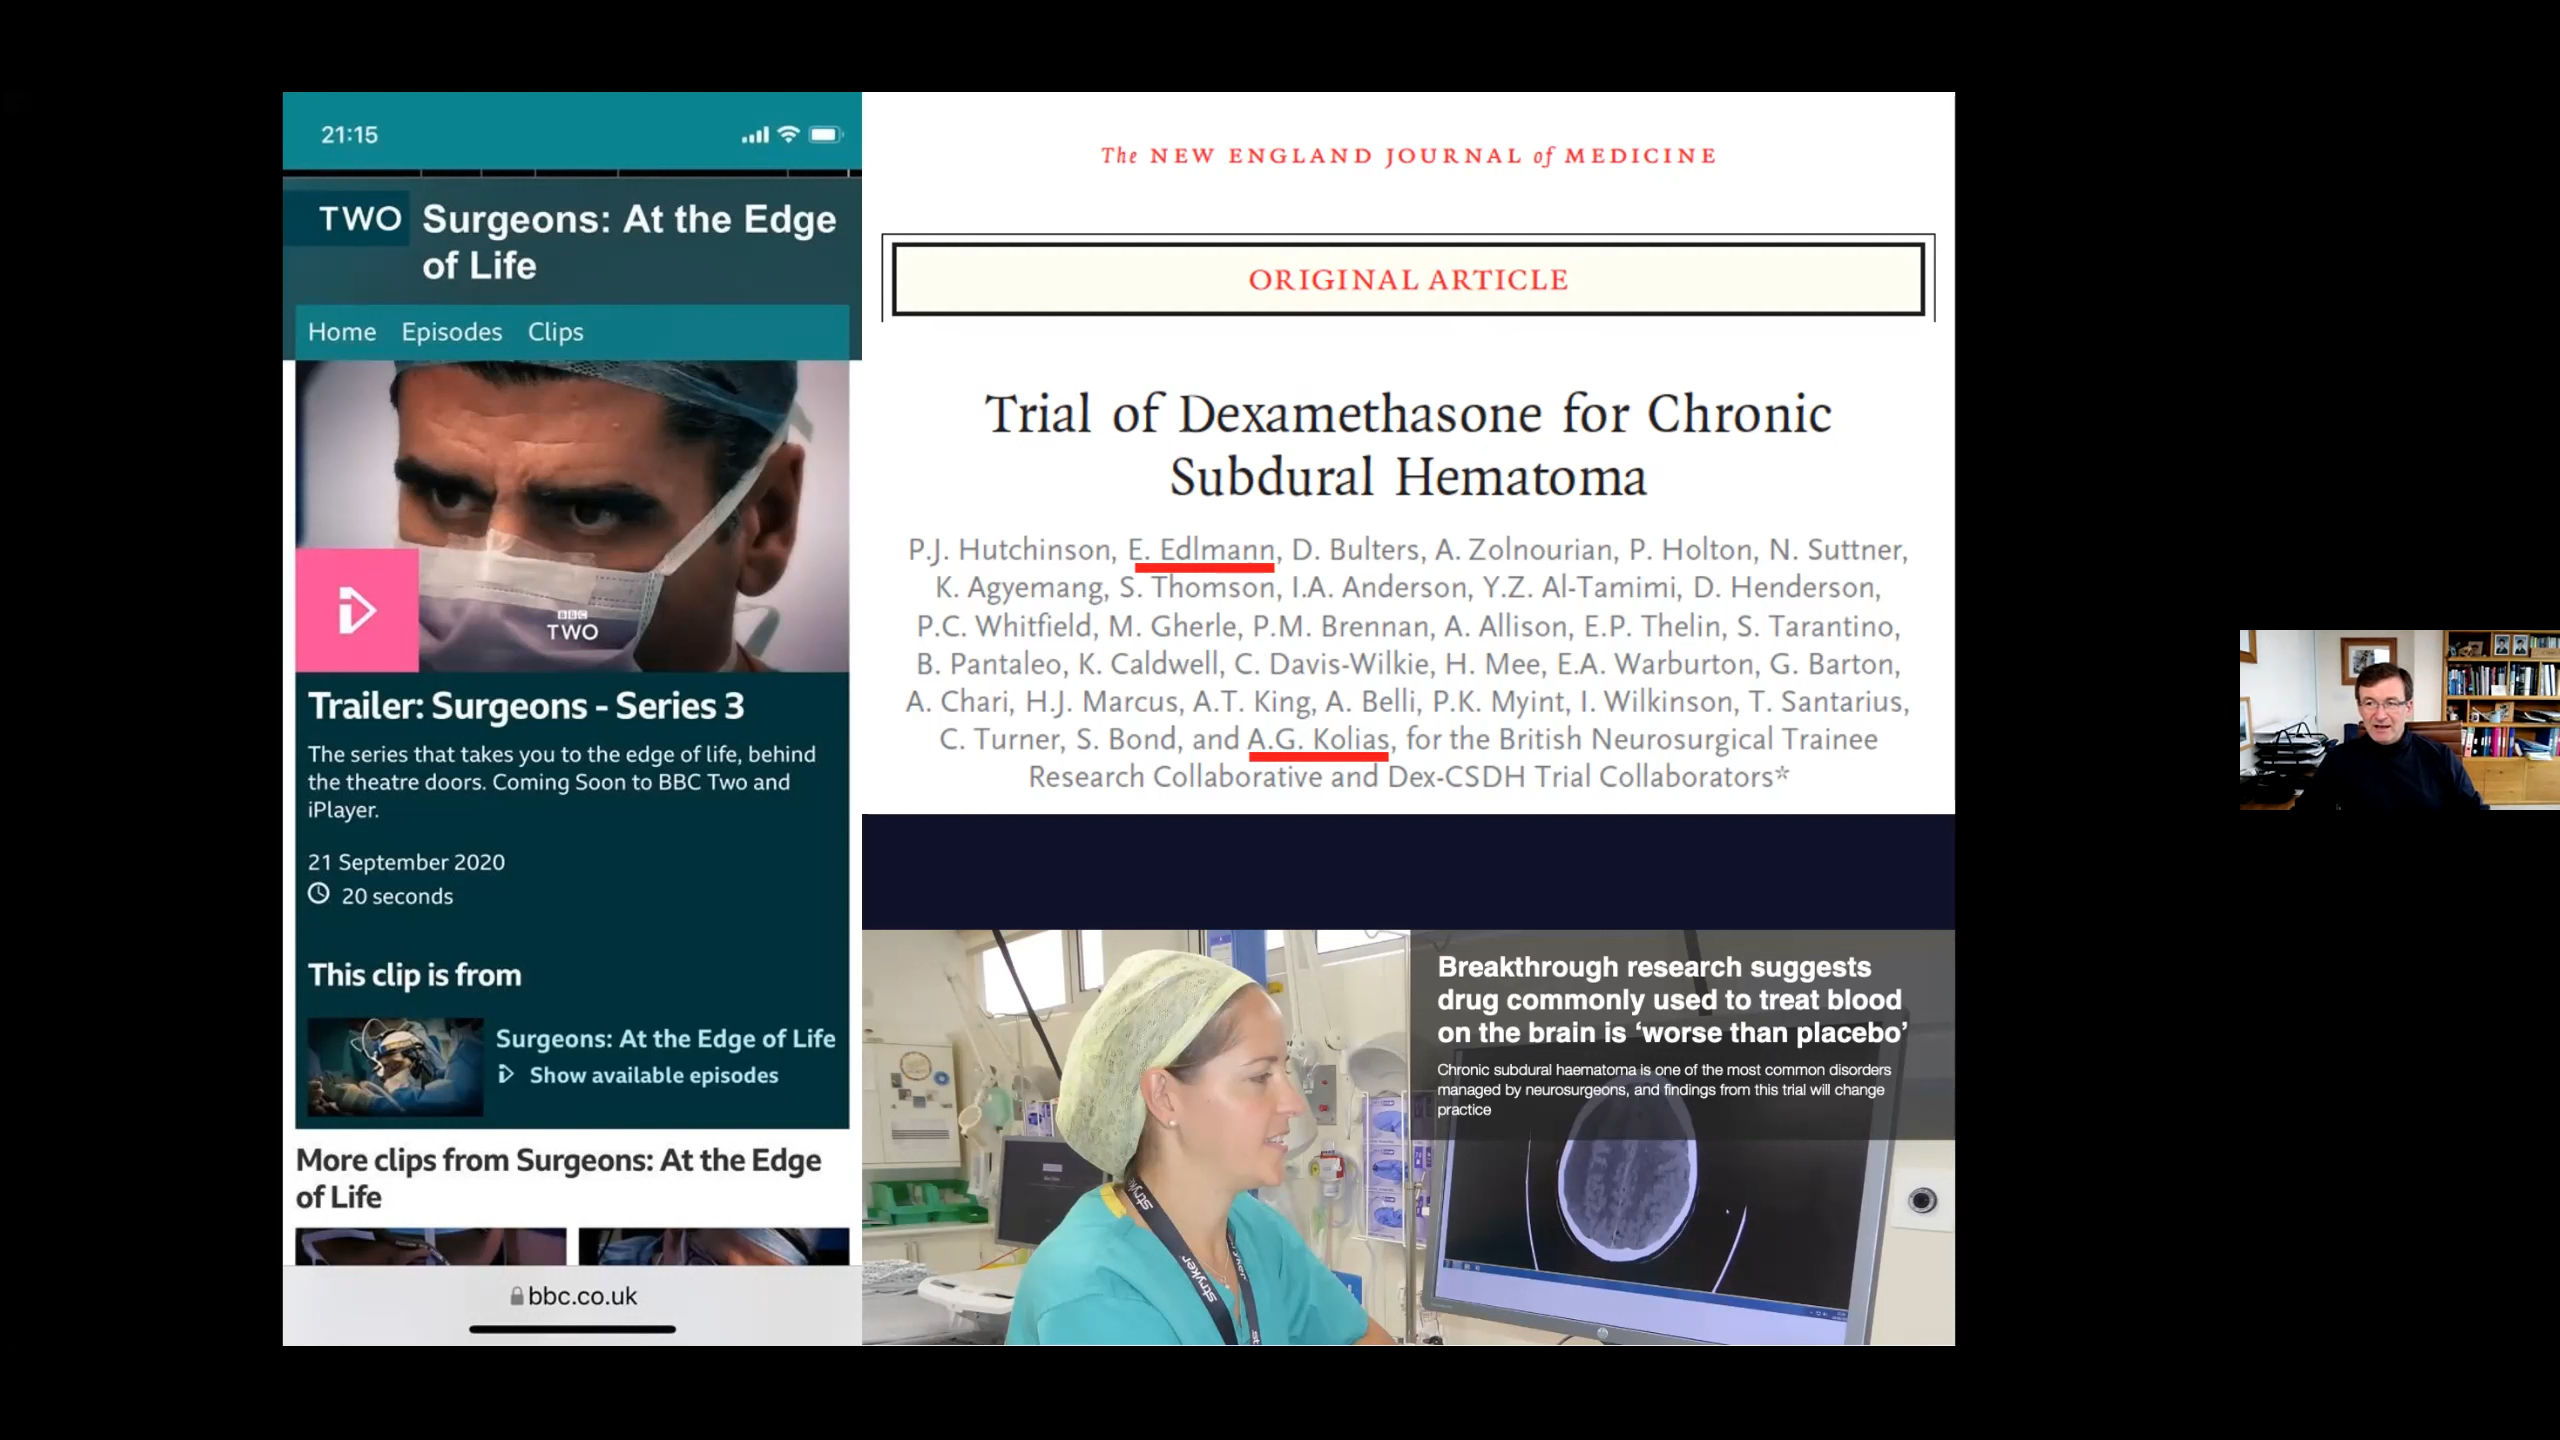 21:15
TWO
Surgeons: At the Edge
of Life
Home Episodes Clips
BBC
TWO
Trailer: Surgeons - Series 3
The series that takes you to the edge of life, behind
the theatre doors. Coming Soon to BBC Two and
iPlayer.
21 September 2020
20 seconds
This clip is from
Surgeons: At the Edge of Life
Show available episodes
More clips from Surgeons: At the Edge
of Life
bbc.co.uk
The NEW ENGLAND JOURNAL of MEDICINE
ORIGINAL ARTICLE
Trial of Dexamethasone for Chronic
Subdural Hematoma
P.J. Hutchinson, E. Edlmann, D. Bulters, A. Zolnourian, P. Holton, N. Suttner,
K. Agyemang, S. Thomson, I.A. Anderson, Y.Z. Al-Tamimi, D. Henderson,
P.C. Whitfield, M. Gherle, P.M. Brennan, A. Allison, E.P. Thelin, S. Tarantino,
B. Pantaleo, K. Caldwell, C. Davis-Wilkie, H. Mee, E.A. Warburton, G. Barton,
A. Chari, H.J. Marcus, A.T. King, A. Belli, P.K. Myint, I. Wilkinson, T. Santarius,
C. Turner, S. Bond, and A.G. Kolias, for the British Neurosurgical Trainee
Research Collaborative and Dex-CSDH Trial Collaborators*
Breakthrough research suggests
drug commonly used to treat blood
on the brain is ‘worse than placebo’
Chronic subdural haematoma is one of the most common disorders
managed by neurosurgeons, and findings from this trial will change
practice
stryker
stryker